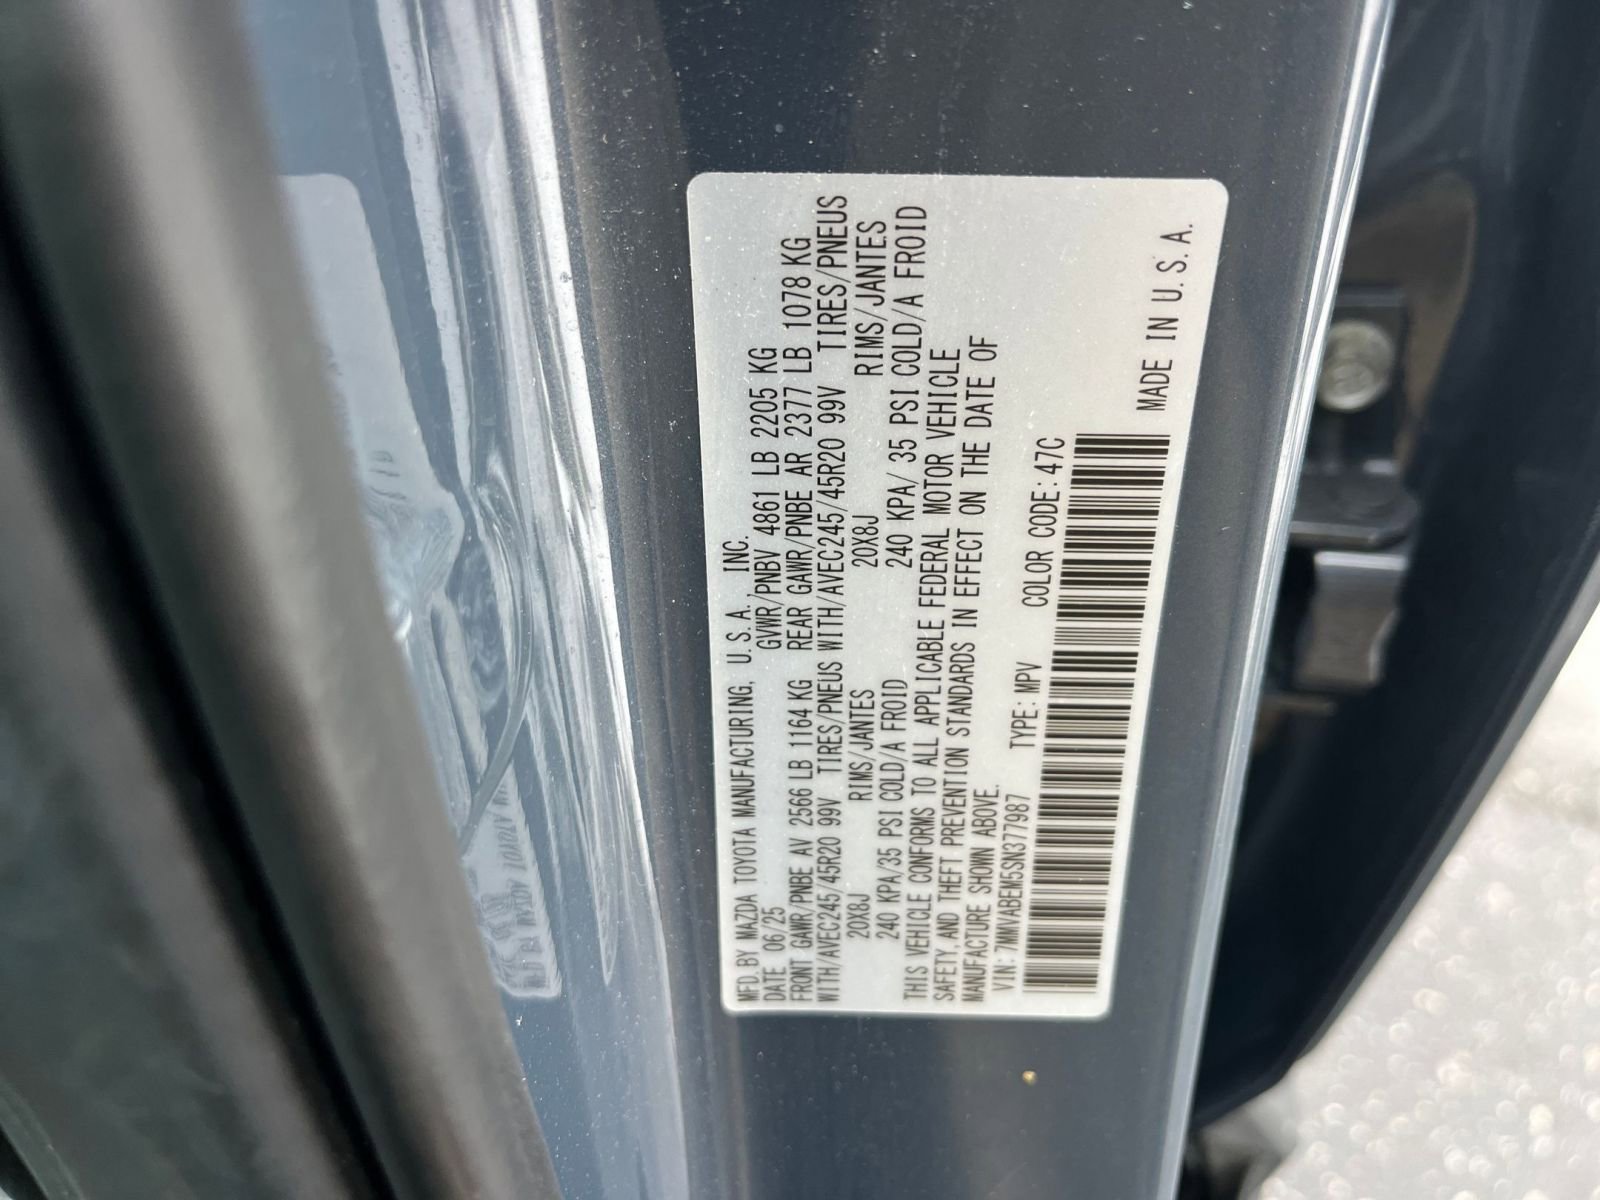 MFD. BY MAZDA TOYOTA MANUFACTURING, U.S.A., INC.
DATE 06/25 GVWR/PNBV 4861 LB 2205 KG
FRONT GAWR/PNBE AV 2566 LB 1164 KG REAR GAWR/PNBE AR 2377 LB 1078 KG
WITH/AVEC245/45R20 99V TIRES/PNEUS WITH/AVEC245/45R20 99V TIRES/PNEUS
20X8J RIMS/JANTES 20X8J RIMS/JANTES
240 KPA/35 PSI COLD/A FROID 240 KPA/ 35 PSI COLD/A FROID
THIS VEHICLE CONFORMS TO ALL APPLICABLE FEDERAL MOTOR VEHICLE
SAFETY, AND THEFT PREVENTION STANDARDS IN EFFECT ON THE DATE OF
MANUFACTURE SHOWN ABOVE.
VIN: 7MMVABEM5SN377987 TYPE: MPV COLOR CODE: 47C
MADE IN U.S.A.